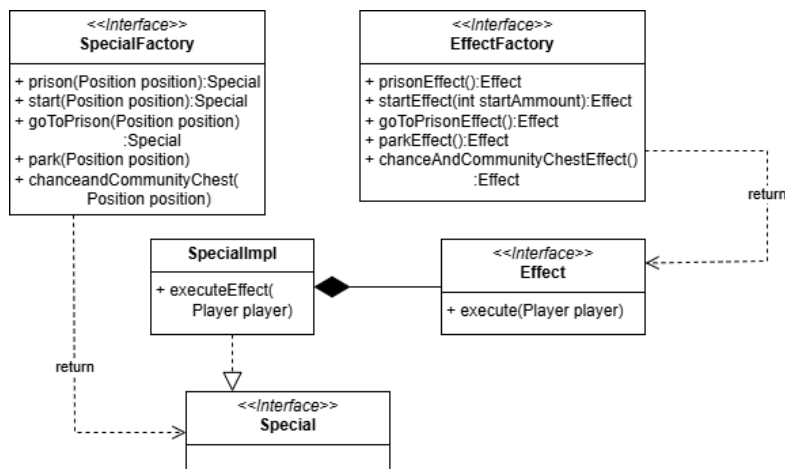 <<Interface>>
SpecialFactory
+ prison(Position position):Special
+ start(Position position):Special
+ goToPrison(Position position)
:Special
+ park(Position position)
+ chanceandCommunityChest(
Position position)
<<Interface>>
EffectFactory
+ prisonEffect():Effect
+ startEffect(int startAmmount):Effect
+ goToPrisonEffect():Effect
+ parkEffect():Effect
+ chanceAndCommunityChestEffect()
:Effect
return
SpecialImpl
+ executeEffect(
Player player)
<<Interface>>
Effect
+ execute(Player player)
return
<<Interface>>
Special